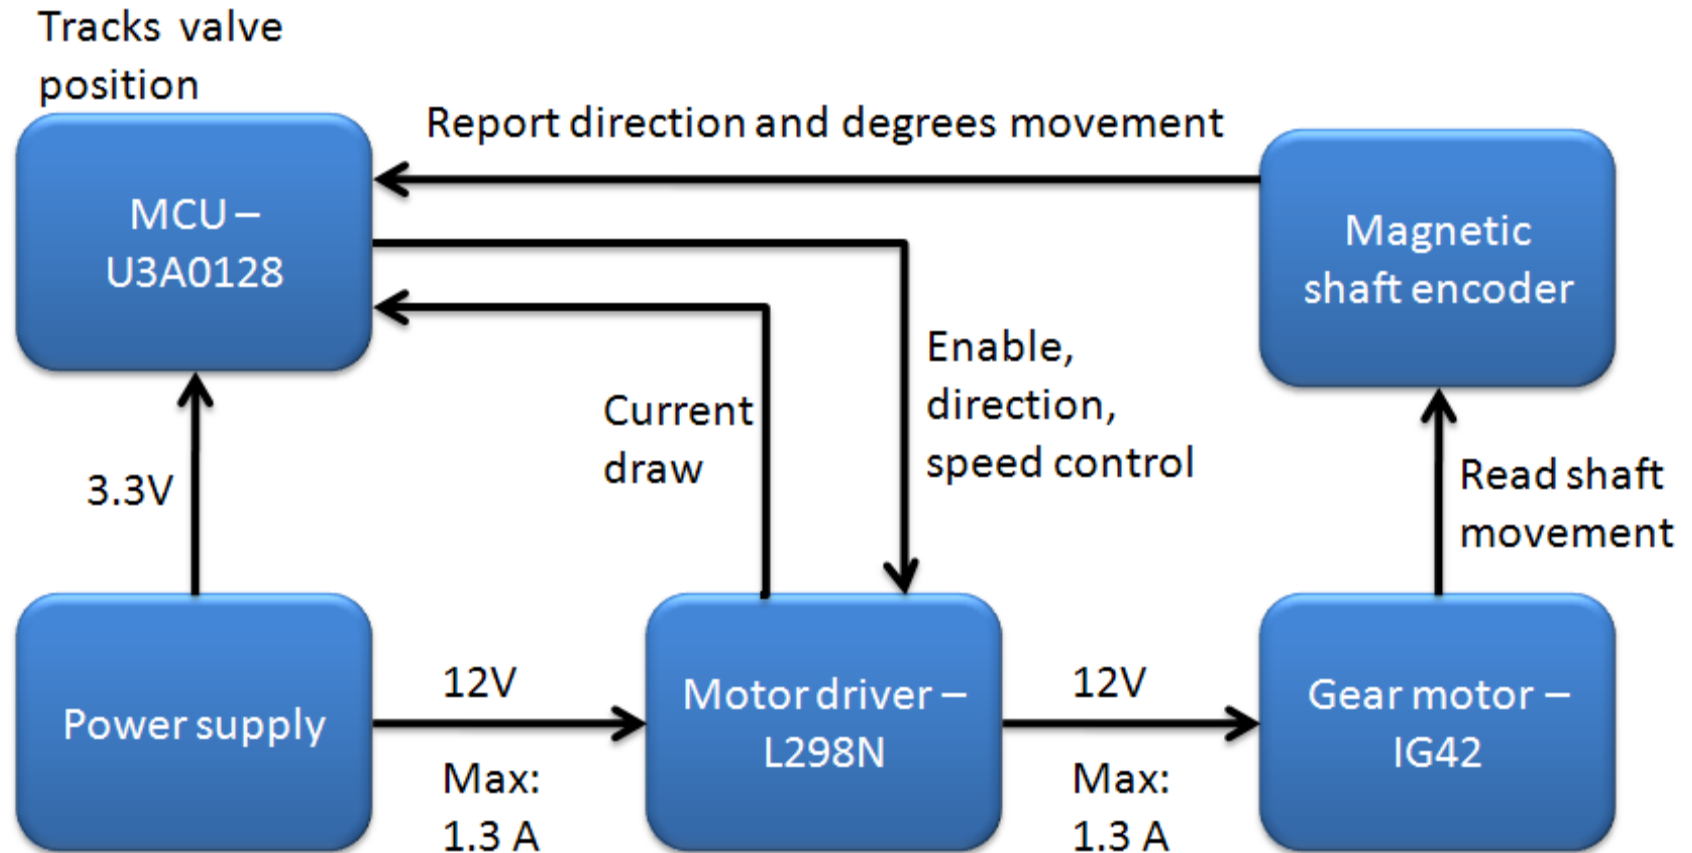 Tracks valve
position
Report direction and degrees movement
MCU –
U3A0128
Magnetic
shaft encoder
Enable,
direction,
speed control
Current
draw
3.3V
Read shaft
movement
Power supply
12V
Max:
1.3 A
Motor driver –
L298N
12V
Max:
1.3 A
Gear motor –
IG42